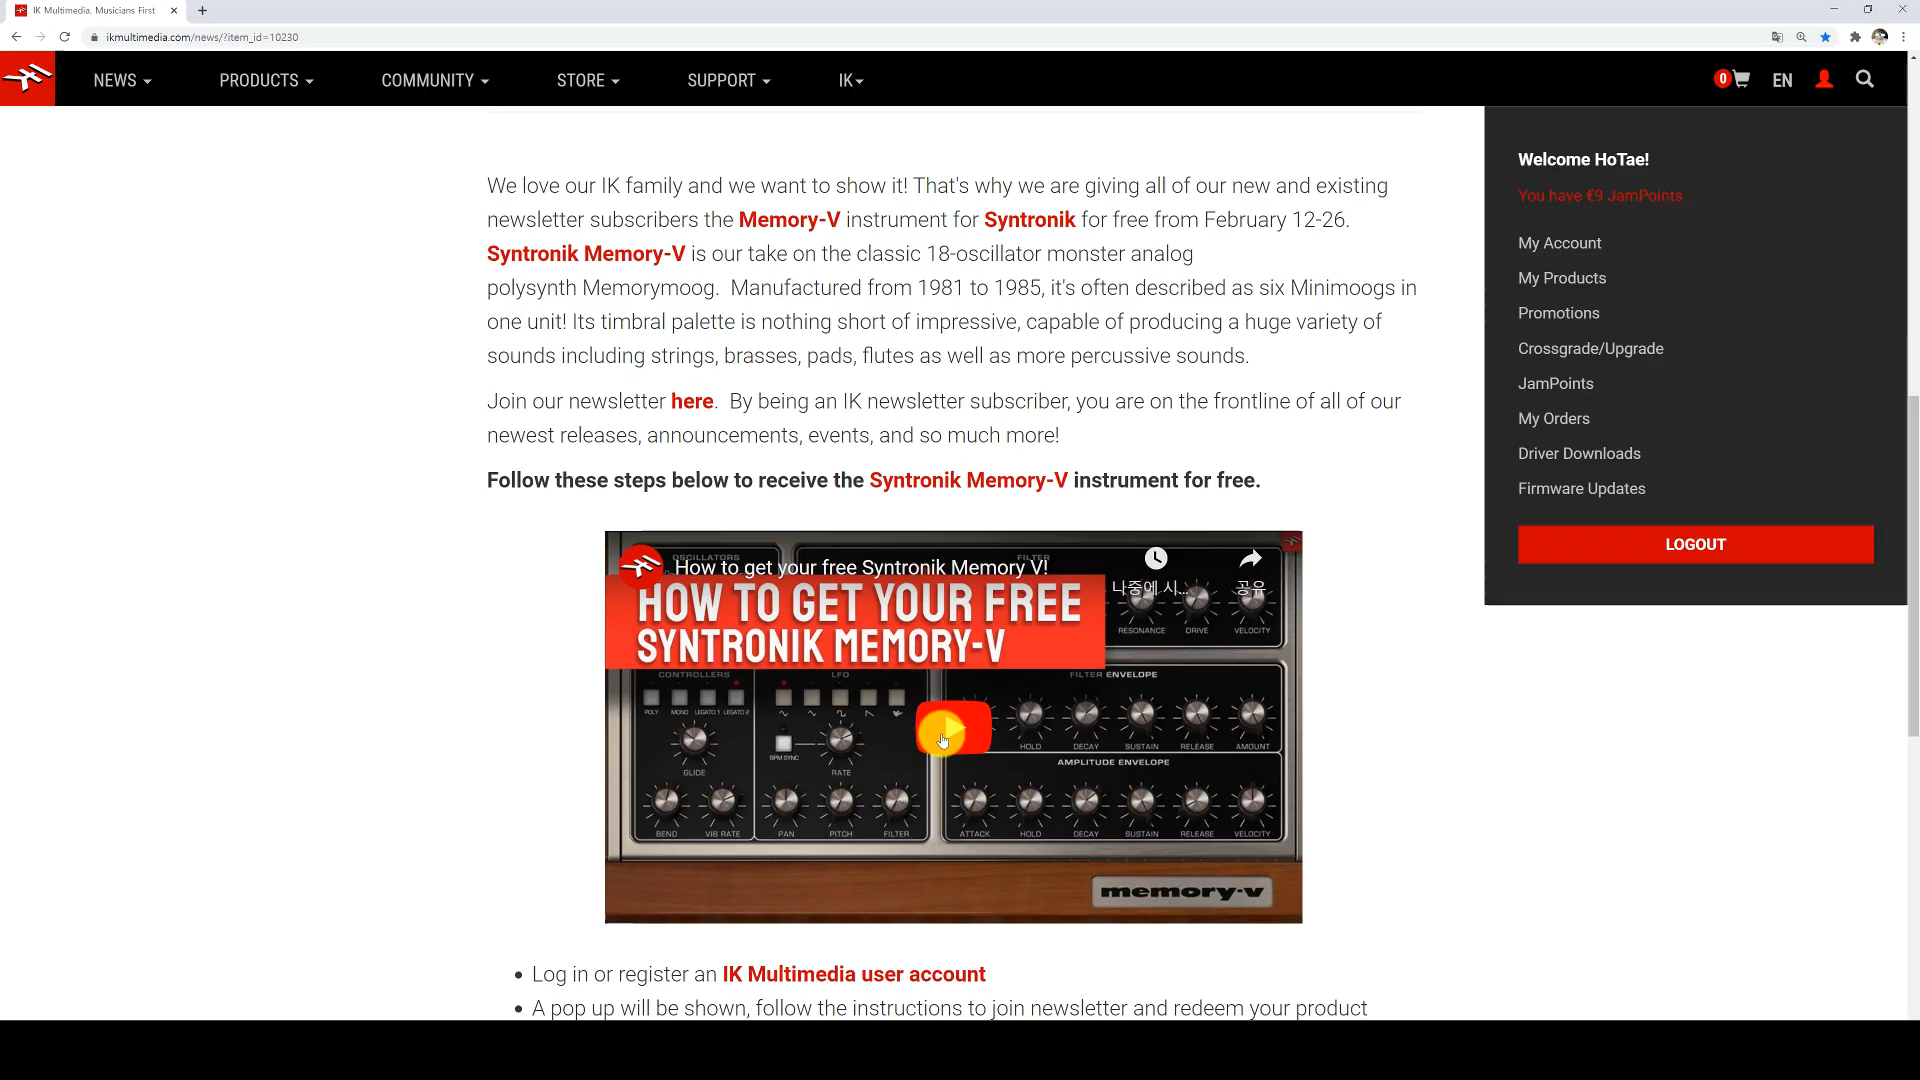 IK Multimedia. Musicians First
ikmultimedia.com/news/?item_id=10230
NEWS
PRODUCTS
COMMUNITY
STORE
SUPPORT
IK
0
EN
We love our IK family and we want to show it! That's why we are giving all of our new and existing
newsletter subscribers the Memory-V instrument for Syntronik for free from February 12-26.
Syntronik Memory-V is our take on the classic 18-oscillator monster analog
polysynth Memorymoog.  Manufactured from 1981 to 1985, it's often described as six Minimoogs in
one unit! Its timbral palette is nothing short of impressive, capable of producing a huge variety of
sounds including strings, brasses, pads, flutes as well as more percussive sounds.
Join our newsletter here.  By being an IK newsletter subscriber, you are on the frontline of all of our
newest releases, announcements, events, and so much more!
Follow these steps below to receive the Syntronik Memory-V instrument for free.
OSCILLATORS
FILTER
How to get your free Syntronik Memory V!
나중에 시...
공유
HOW TO GET YOUR FREE
SYNTRONIK MEMORY-V
RESONANCE DRIVE VELOCITY
CONTROLLERS
LFO
FILTER ENVELOPE
POLY MONO LEGATO 1 LEGATO 2
HOLD DECAY SUSTAIN RELEASE AMOUNT
BPM SYNC
GLIDE
RATE
AMPLITUDE ENVELOPE
BEND VIB RATE PAN PITCH FILTER ATTACK HOLD DECAY SUSTAIN RELEASE VELOCITY
memory-v
• Log in or register an IK Multimedia user account
• A pop up will be shown, follow the instructions to join newsletter and redeem your product
Welcome HoTae!
You have €9 JamPoints
My Account
My Products
Promotions
Crossgrade/Upgrade
JamPoints
My Orders
Driver Downloads
Firmware Updates
LOGOUT